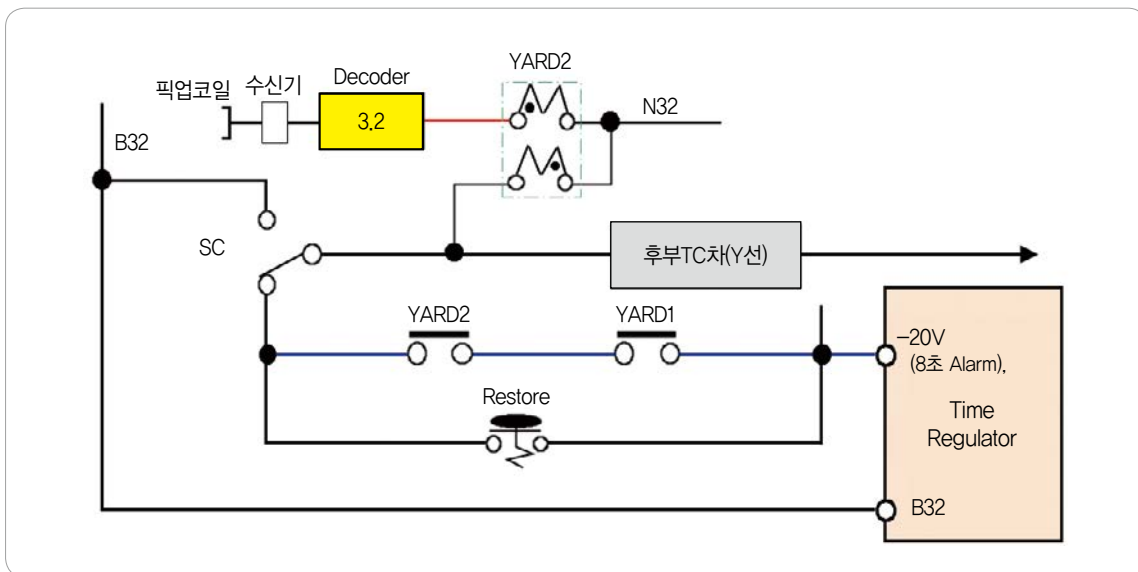 픽업코일
수신기
Decoder
3.2
YARD2
N32
B32
SC
후부TC차(Y선)
YARD2
YARD1
Restore
-20V
(8초 Alarm),
Time
Regulator
B32